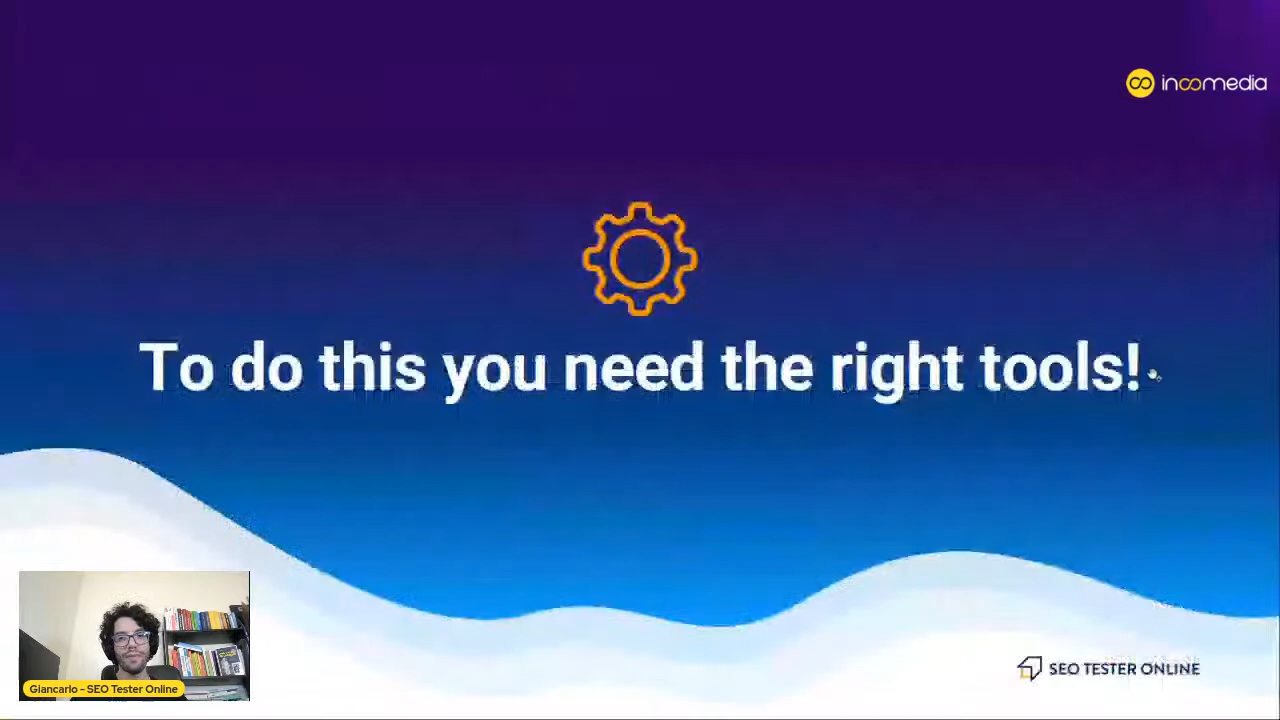 incomedia
To do this you need the right tools!
Giancarlo - SEO Tester Online
SEO TESTER ONLINE